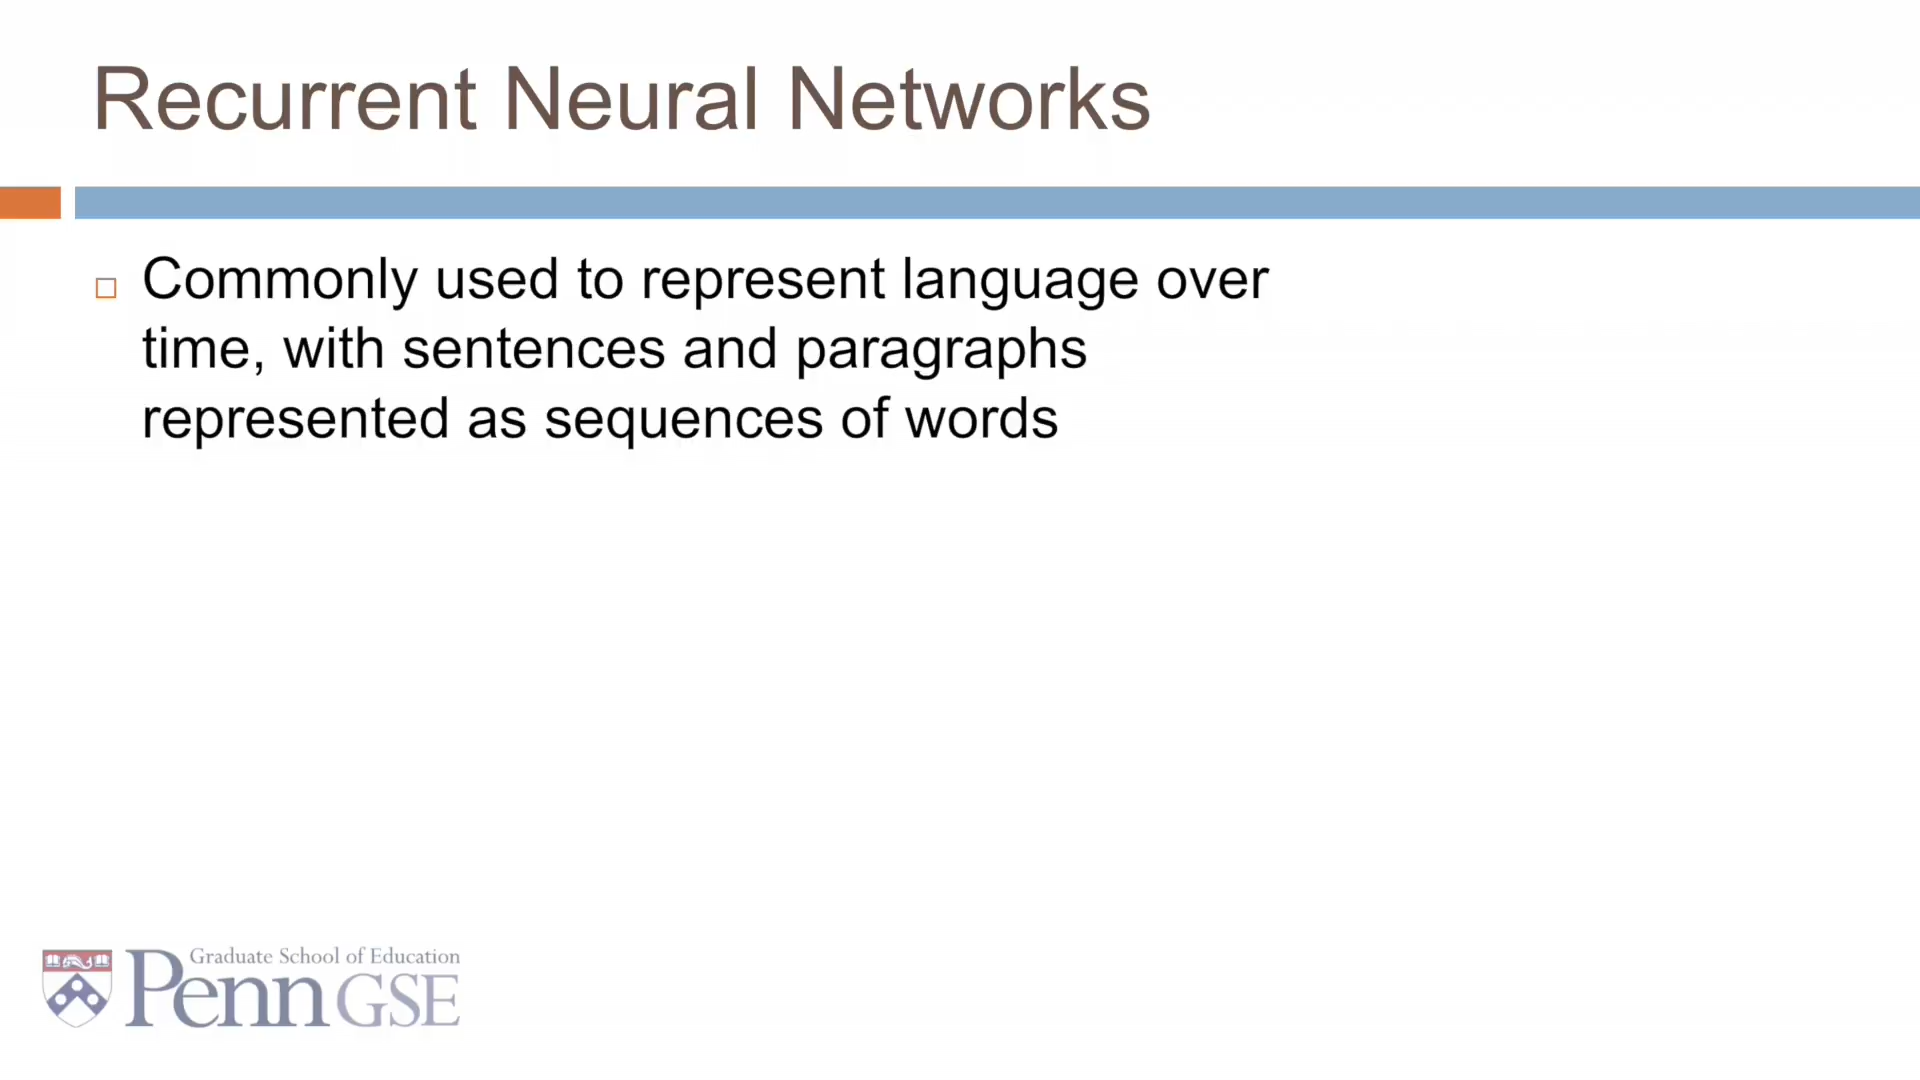 Recurrent Neural Networks
Commonly used to represent language over
time, with sentences and paragraphs
represented as sequences of words
Graduate School of Education
Penn GSE